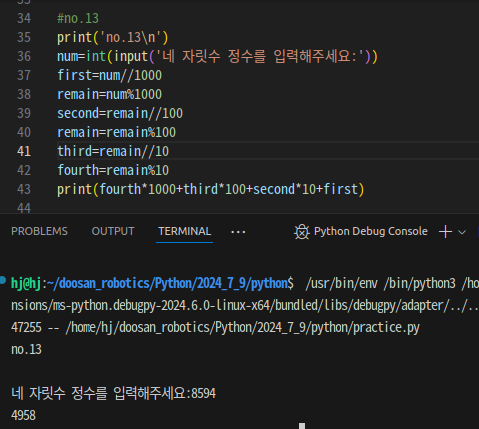 34 #no.13
35 print('no.13\n')
36 num=int(input('네 자릿수 정수를 입력해주세요:'))
37 first=num//1000
38 remain=num%1000
39 second=remain//100
40 remain=remain%100
41 third=remain//10
42 fourth=remain%10
43 print(fourth*1000+third*100+second*10+first)
44
PROBLEMS OUTPUT TERMINAL ··· Python Debug Console
hj@hj:~/doosan_robotics/Python/2024_7_9/python$ /usr/bin/env /bin/python3 /ho
nsions/ms-python.debugpy-2024.6.0-linux-x64/bundled/libs/debugpy/adapter/../..
47255 -- /home/hj/doosan_robotics/Python/2024_7_9/python/practice.py
no.13
네 자릿수 정수를 입력해주세요:8594
4958